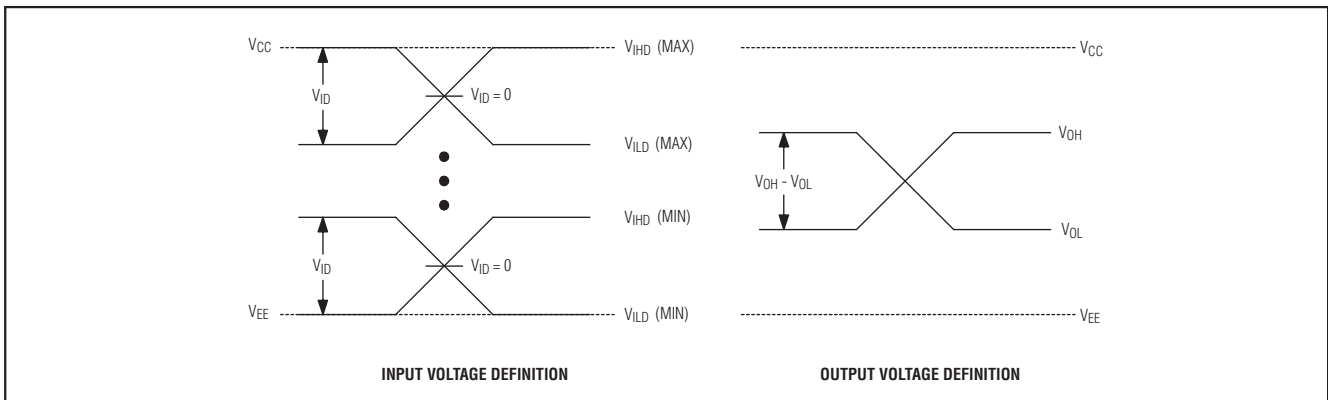 VCC
VID
VID = 0
VIHD (MAX)
VILD (MAX)
VIHD (MIN)
VID
VID = 0
VEE
VILD (MIN)
INPUT VOLTAGE DEFINITION
VCC
VOH
VOH - VOL
VOL
VEE
OUTPUT VOLTAGE DEFINITION